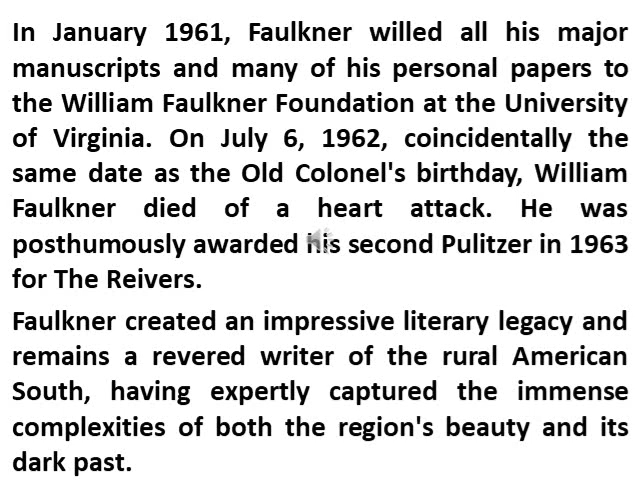 In January 1961, Faulkner willed all his major
manuscripts and many of his personal papers to
the William Faulkner Foundation at the University
of Virginia. On July 6, 1962, coincidentally the
same date as the Old Colonel's birthday, William
Faulkner died of a heart attack. He was
posthumously awarded his second Pulitzer in 1963
for The Reivers.
Faulkner created an impressive literary legacy and
remains a revered writer of the rural American
South, having expertly captured the immense
complexities of both the region's beauty and its
dark past.